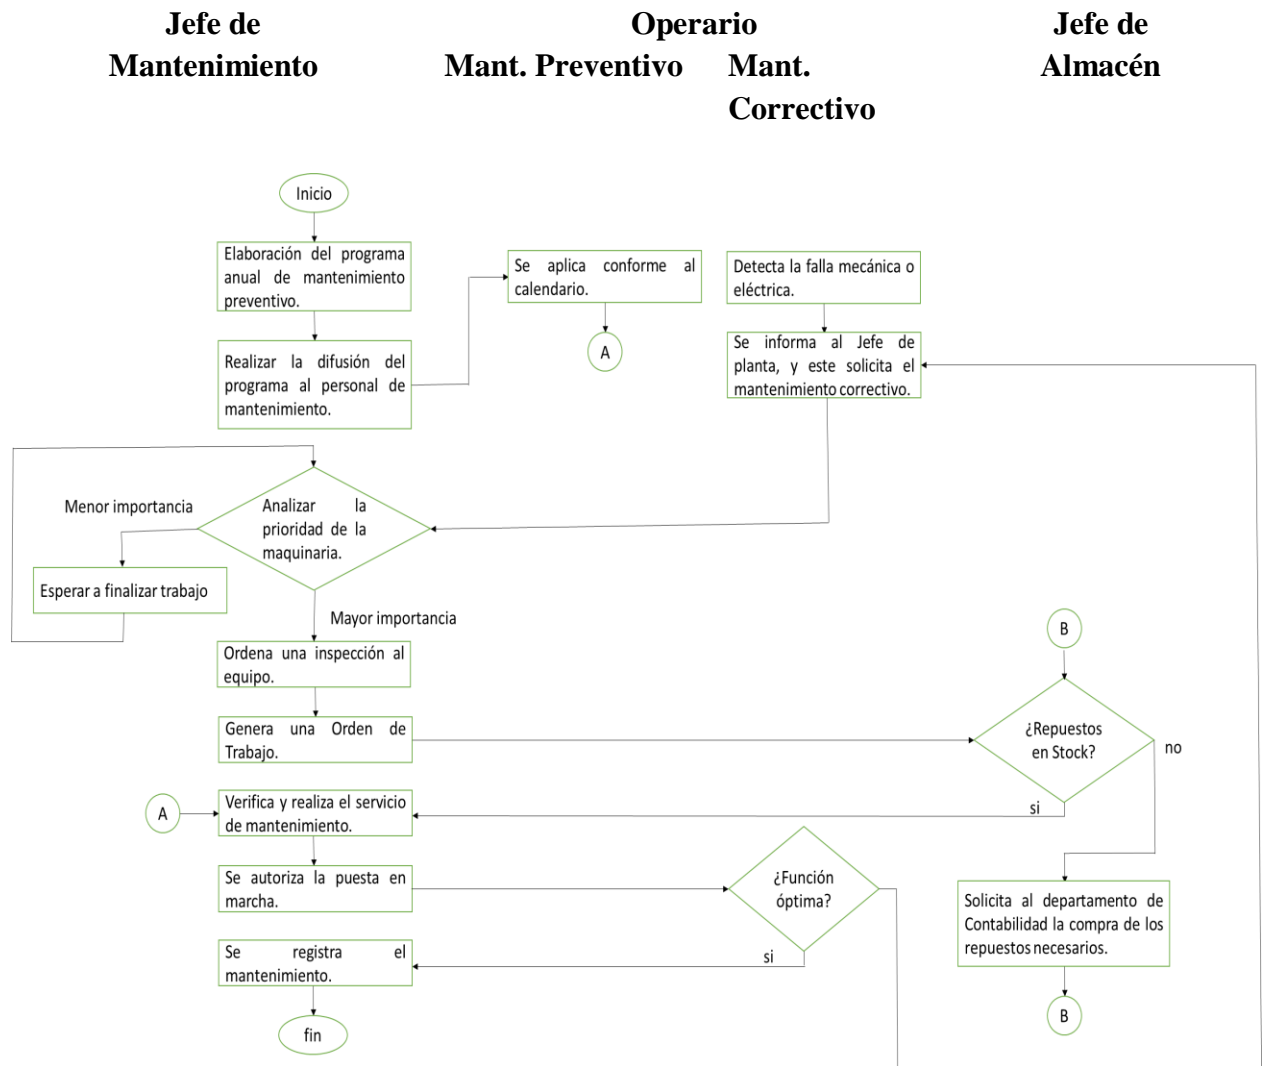 Jefe de
Mantenimiento
Operario
Mant. Preventivo
Mant.
Correctivo
Jefe de
Almacén
Inicio
Elaboración del programa
anual de mantenimiento
preventivo.
Realizar la difusión del
programa al personal de
mantenimiento.
Se aplica conforme al
calendario.
A
Detecta la falla mecánica o
eléctrica.
Se informa al Jefe de
planta, y este solicita el
mantenimiento correctivo.
Analizar la
prioridad de la
maquinaria.
Menor importancia
Esperar a finalizar trabajo
Mayor importancia
Ordena una inspección al
equipo.
Genera una Orden de
Trabajo.
B
¿Repuestos
en Stock?
no
si
A
Verifica y realiza el servicio
de mantenimiento.
Se autoriza la puesta en
marcha.
¿Función
óptima?
si
Solicita al departamento de
Contabilidad la compra de los
repuestos necesarios.
B
Se registra el
mantenimiento.
fin